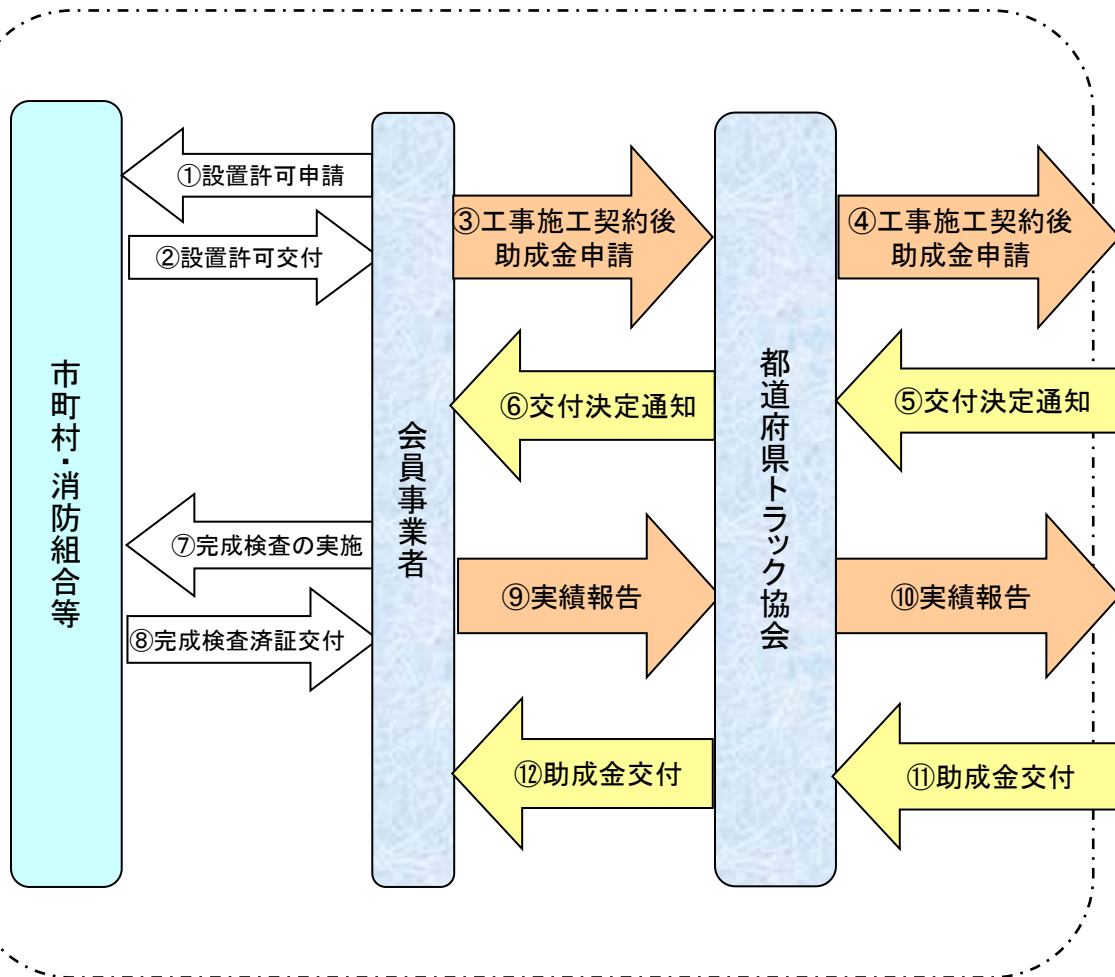 市町村・消防組合等
会員事業者
都道府県トラック協会
①設置許可申請
②設置許可交付
③工事施工契約後
助成金申請
④工事施工契約後
助成金申請
⑤交付決定通知
⑥交付決定通知
⑦完成検査の実施
⑧完成検査済証交付
⑨実績報告
⑩実績報告
⑪助成金交付
⑫助成金交付